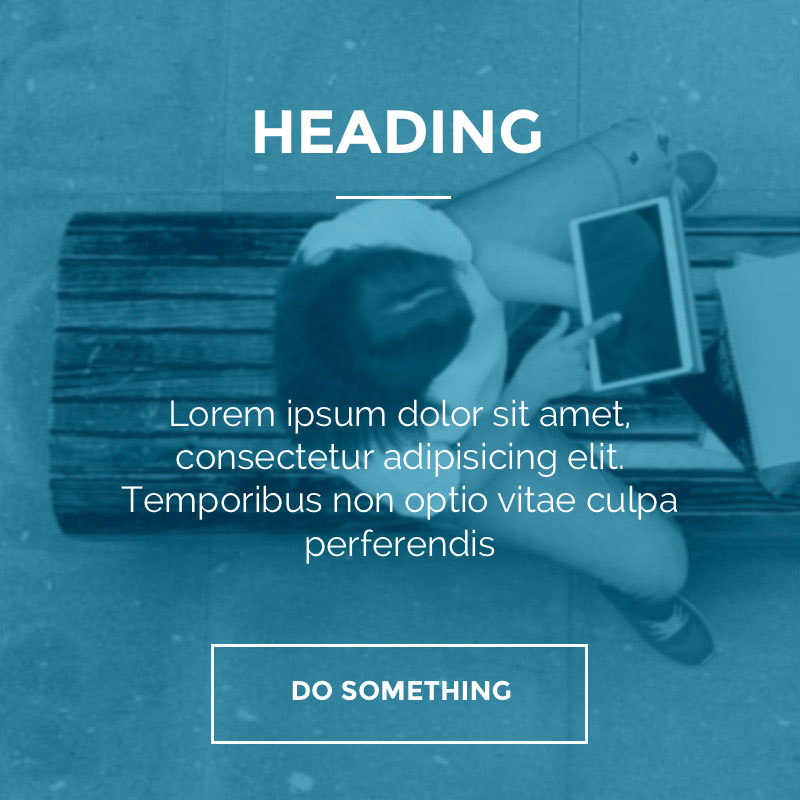 HEADING
Lorem ipsum dolor sit amet,
consectetur adipisicing elit.
Temporibus non optio vitae culpa
perferendis
DO SOMETHING